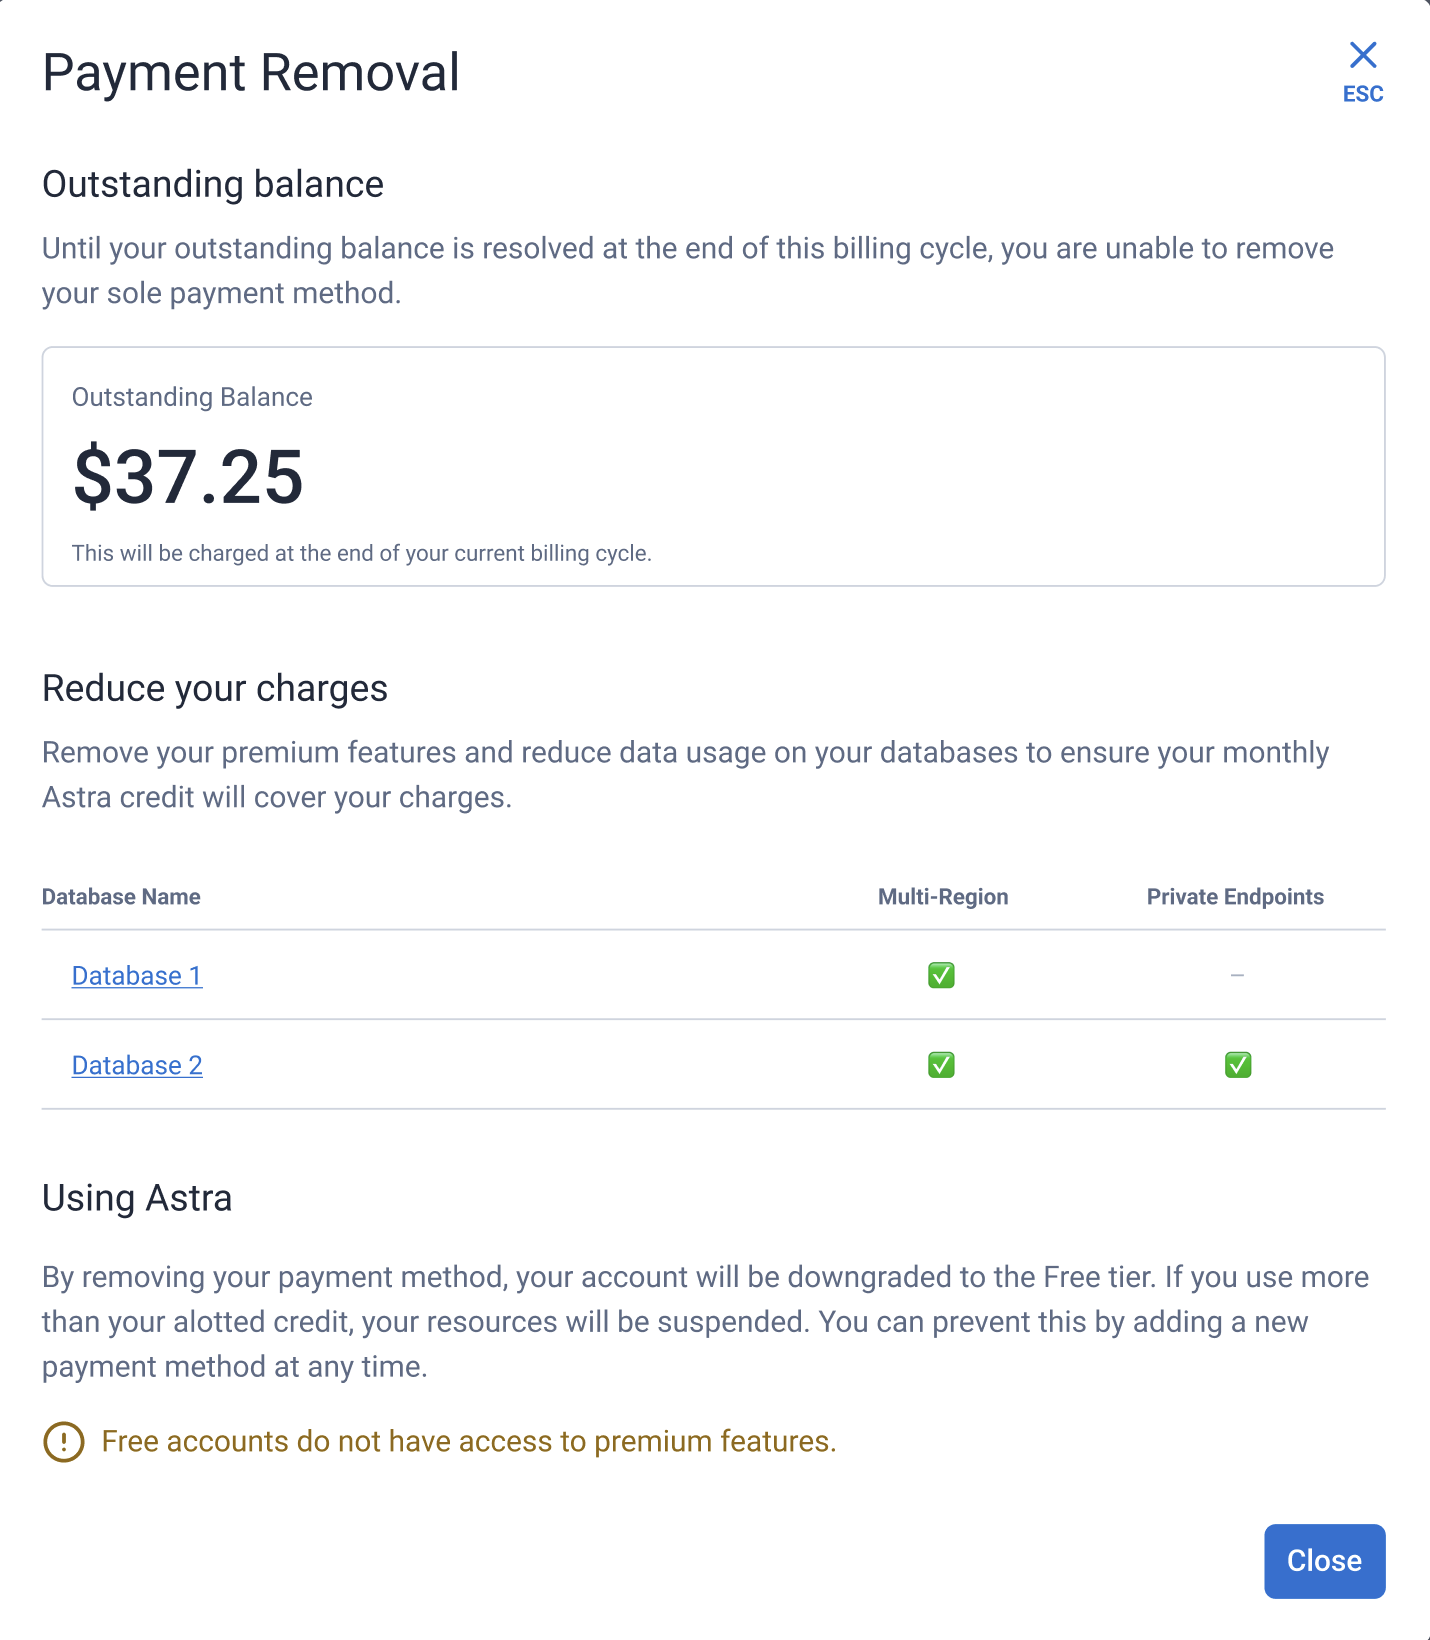 Payment Removal
ESC
Outstanding balance
Until your outstanding balance is resolved at the end of this billing cycle, you are unable to remove
your sole payment method.
Outstanding Balance
$37.25
This will be charged at the end of your current billing cycle.
Reduce your charges
Remove your premium features and reduce data usage on your databases to ensure your monthly
Astra credit will cover your charges.
Database Name Multi-Region Private Endpoints
Database 1 ✅ –
Database 2 ✅ ✅
Using Astra
By removing your payment method, your account will be downgraded to the Free tier. If you use more
than your alotted credit, your resources will be suspended. You can prevent this by adding a new
payment method at any time.
Free accounts do not have access to premium features.
Close